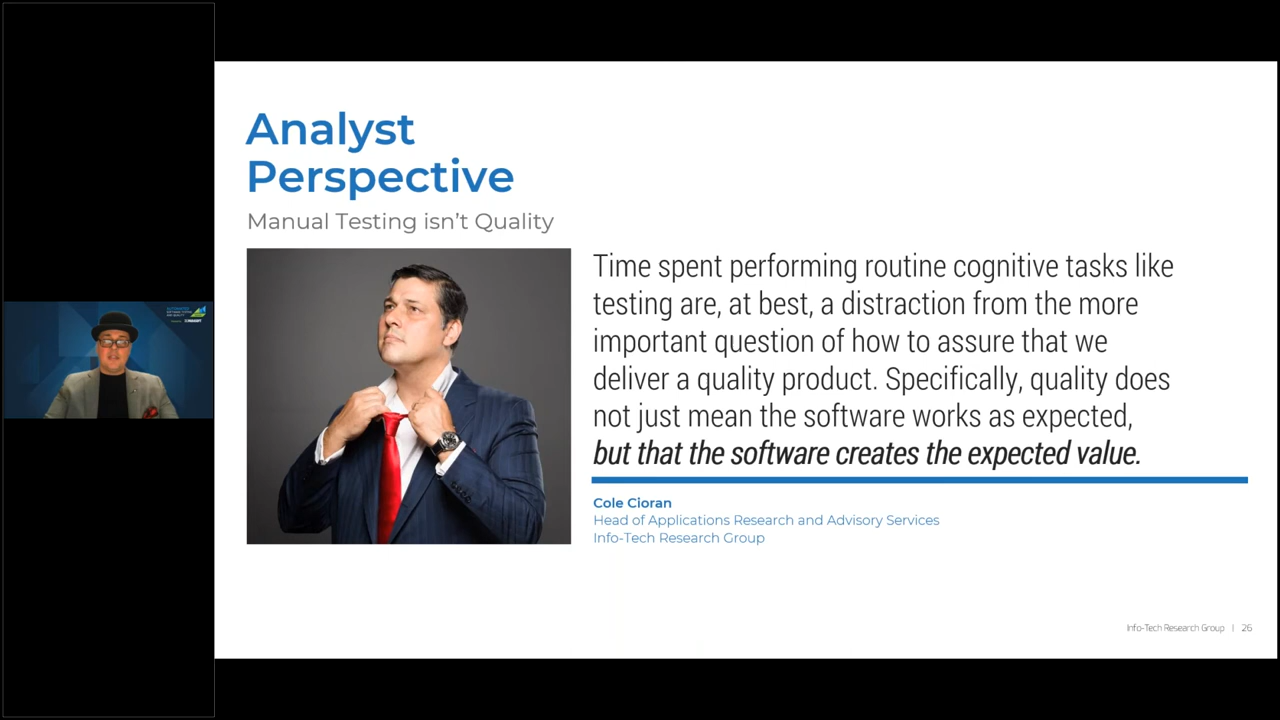 Analyst
Perspective
Manual Testing isn’t Quality
Time spent performing routine cognitive tasks like
testing are, at best, a distraction from the more
important question of how to assure that we
deliver a quality product. Specifically, quality does
not just mean the software works as expected,
but that the software creates the expected value.
Cole Cioran
Head of Applications Research and Advisory Services
Info-Tech Research Group
Info-Tech Research Group | 26